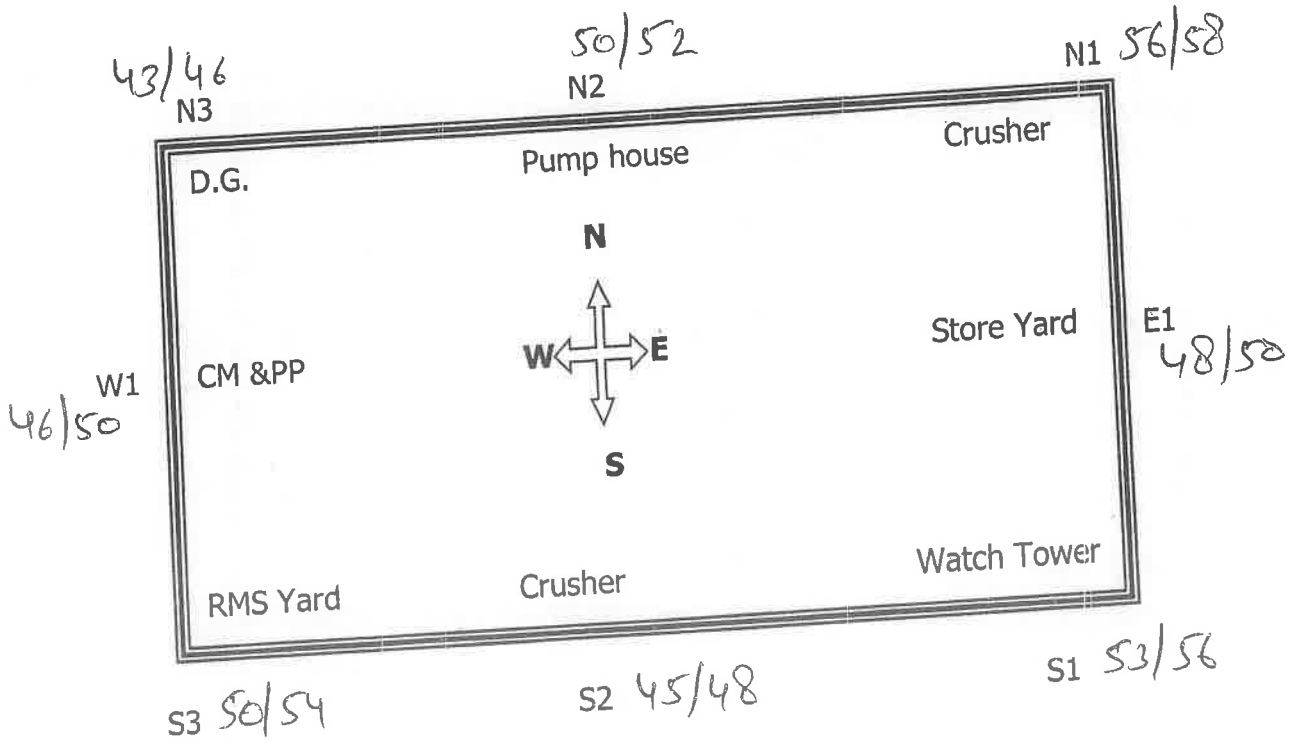 43/46
50/52
N1 56/58
N3
N2
D.G.
Pump house
Crusher
N
W E
S
W1
46/50
CM &PP
Store Yard
E1
48/50
RMS Yard
Crusher
Watch Tower
S3 50/54
S2 45/48
S1 53/56